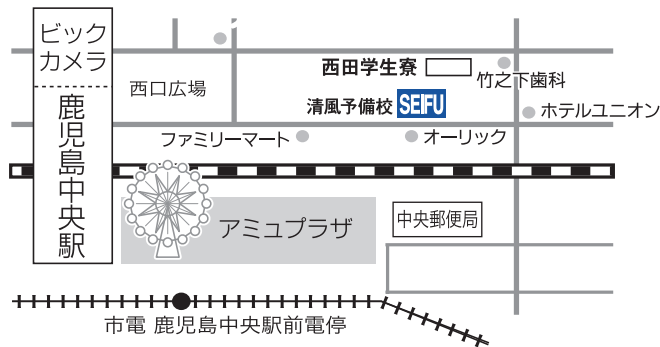 ビック
カメラ
鹿児島中央駅
西口広場
西田学生寮
竹之下歯科
清風予備校 SEIFU
ホテルユニオン
ファミリーマート
オーリック
アミュプラザ
中央郵便局
市電 鹿児島中央駅前電停